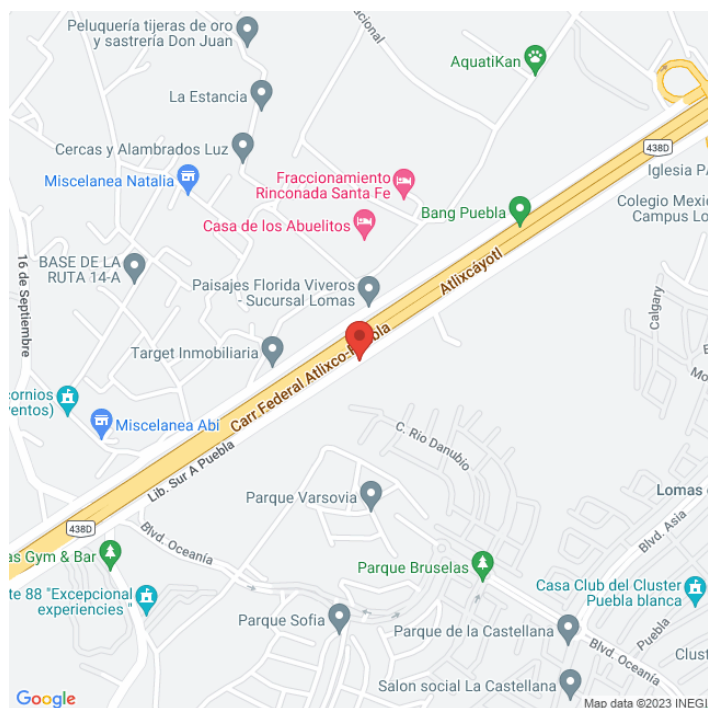 Peluquería tijeras de oro
y sastrería Don Juan
cional
AquatiKan
La Estancia
438D
Cercas y Alambrados Luz
Iglesia PA
Miscelanea Natalia
Fraccionamiento
Rinconada Santa Fe
Colegio Mexi
Campus Lo
Bang Puebla
Casa de los Abuelitos
BASE DE LA
RUTA 14-A
16 de Septiembre
Atlixcáyotl
Paisajes Florida Viveros
- Sucursal Lomas
Calgary
Target Inmobiliaria
Carr Federal Atlixco-
bla
Mo
cornios
ventos)
Miscelanea Abi
C. Rio Danubio
Lib. Sur A Puebla
Parque Varsovia
Lomas
Blvd. Asia
438D
Blvd. Oceanía
as Gym & Bar
Parque Bruselas
te 88 "Excepcional
experiencies "
Casa Club del Cluster
Puebla blanca
Parque Sofia
Parque de la Castellana
Puebla
Blvd. Oceanía
Clust
Salon social La Castellana
Google
Map data ©2023 INEGI